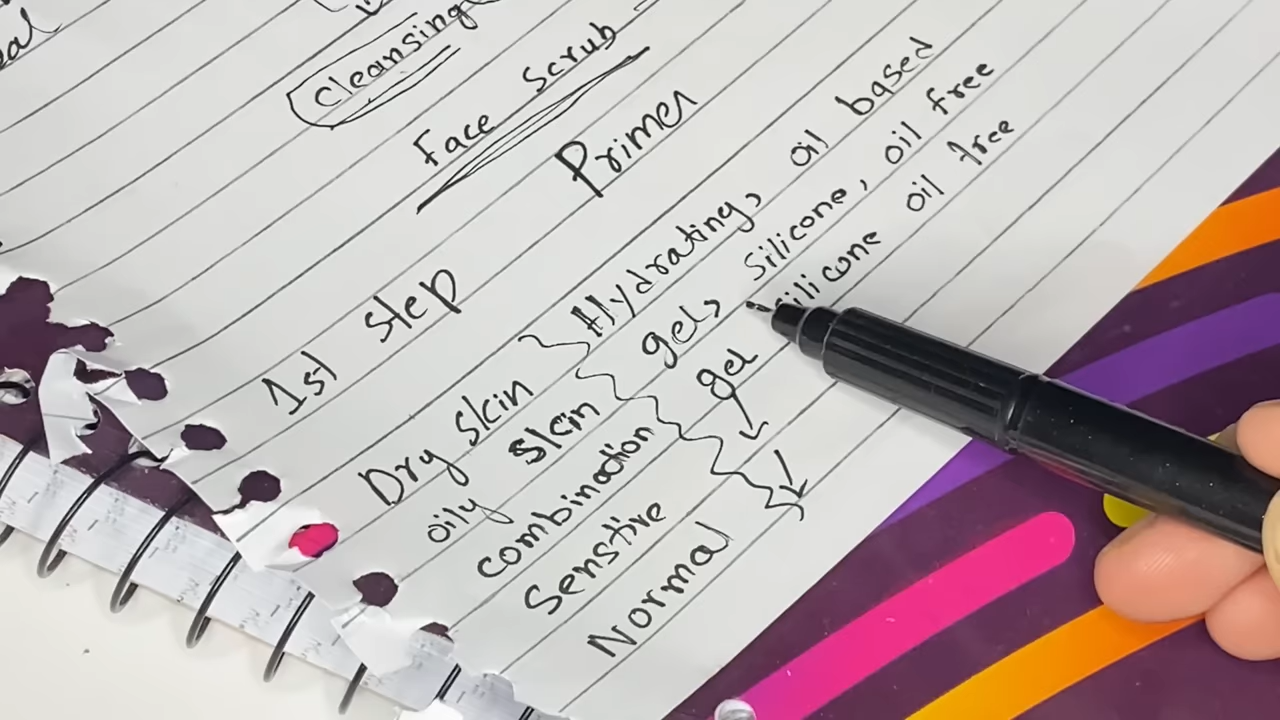 Cleansing
Face Scrub
Primer
1st step
Dry skin Hydrating, oil based
oily skin gel, silicone, oil free
combination gel silicone oil free
Senstive
Normal